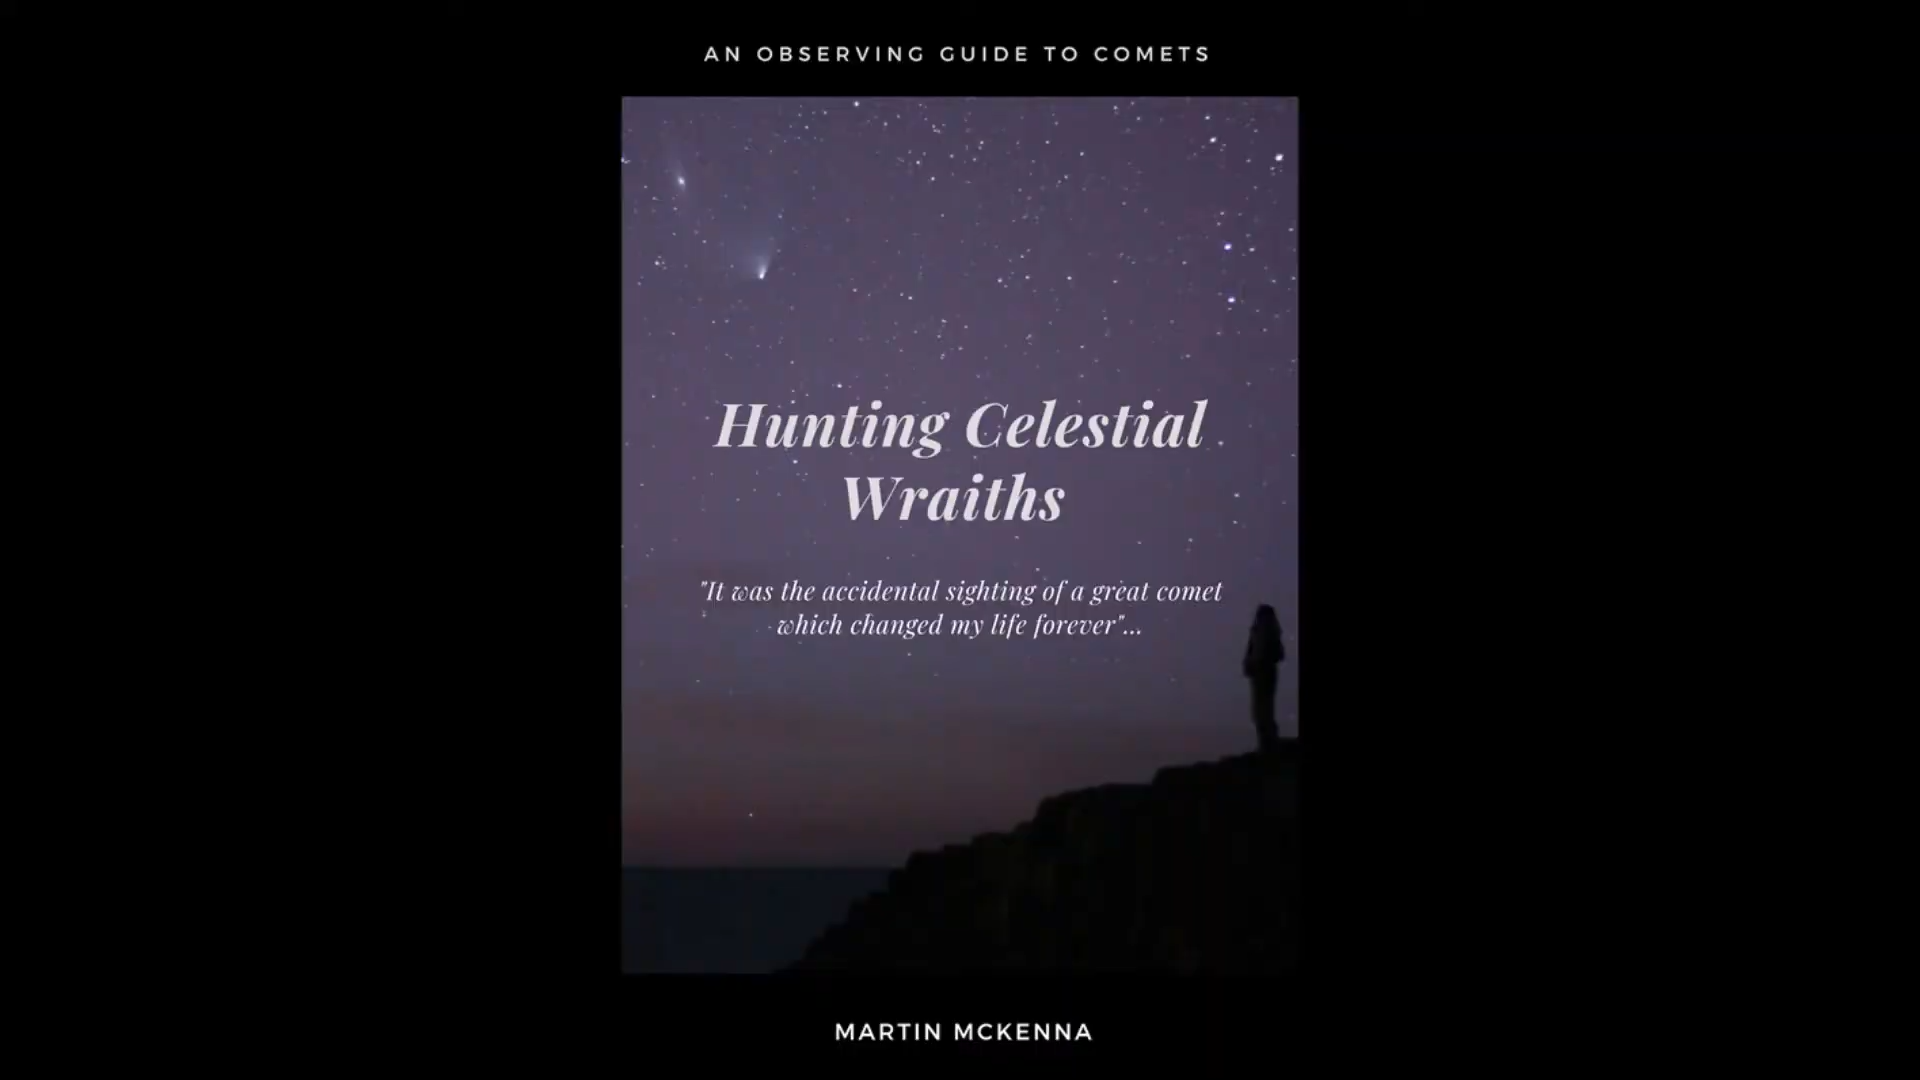 AN OBSERVING GUIDE TO COMETS
Hunting Celestial
Wraiths
"It was the accidental sighting of a great comet
which changed my life forever"...
MARTIN MCKENNA